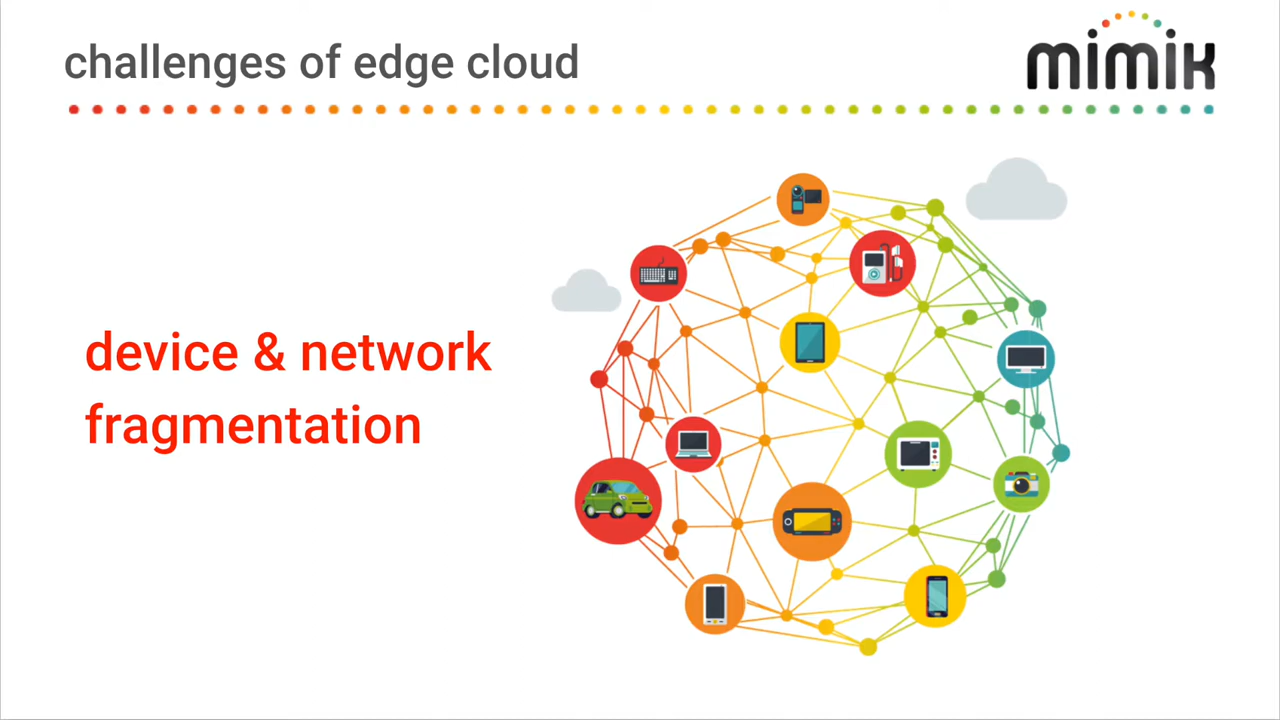 challenges of edge cloud
mimik
device & network
fragmentation